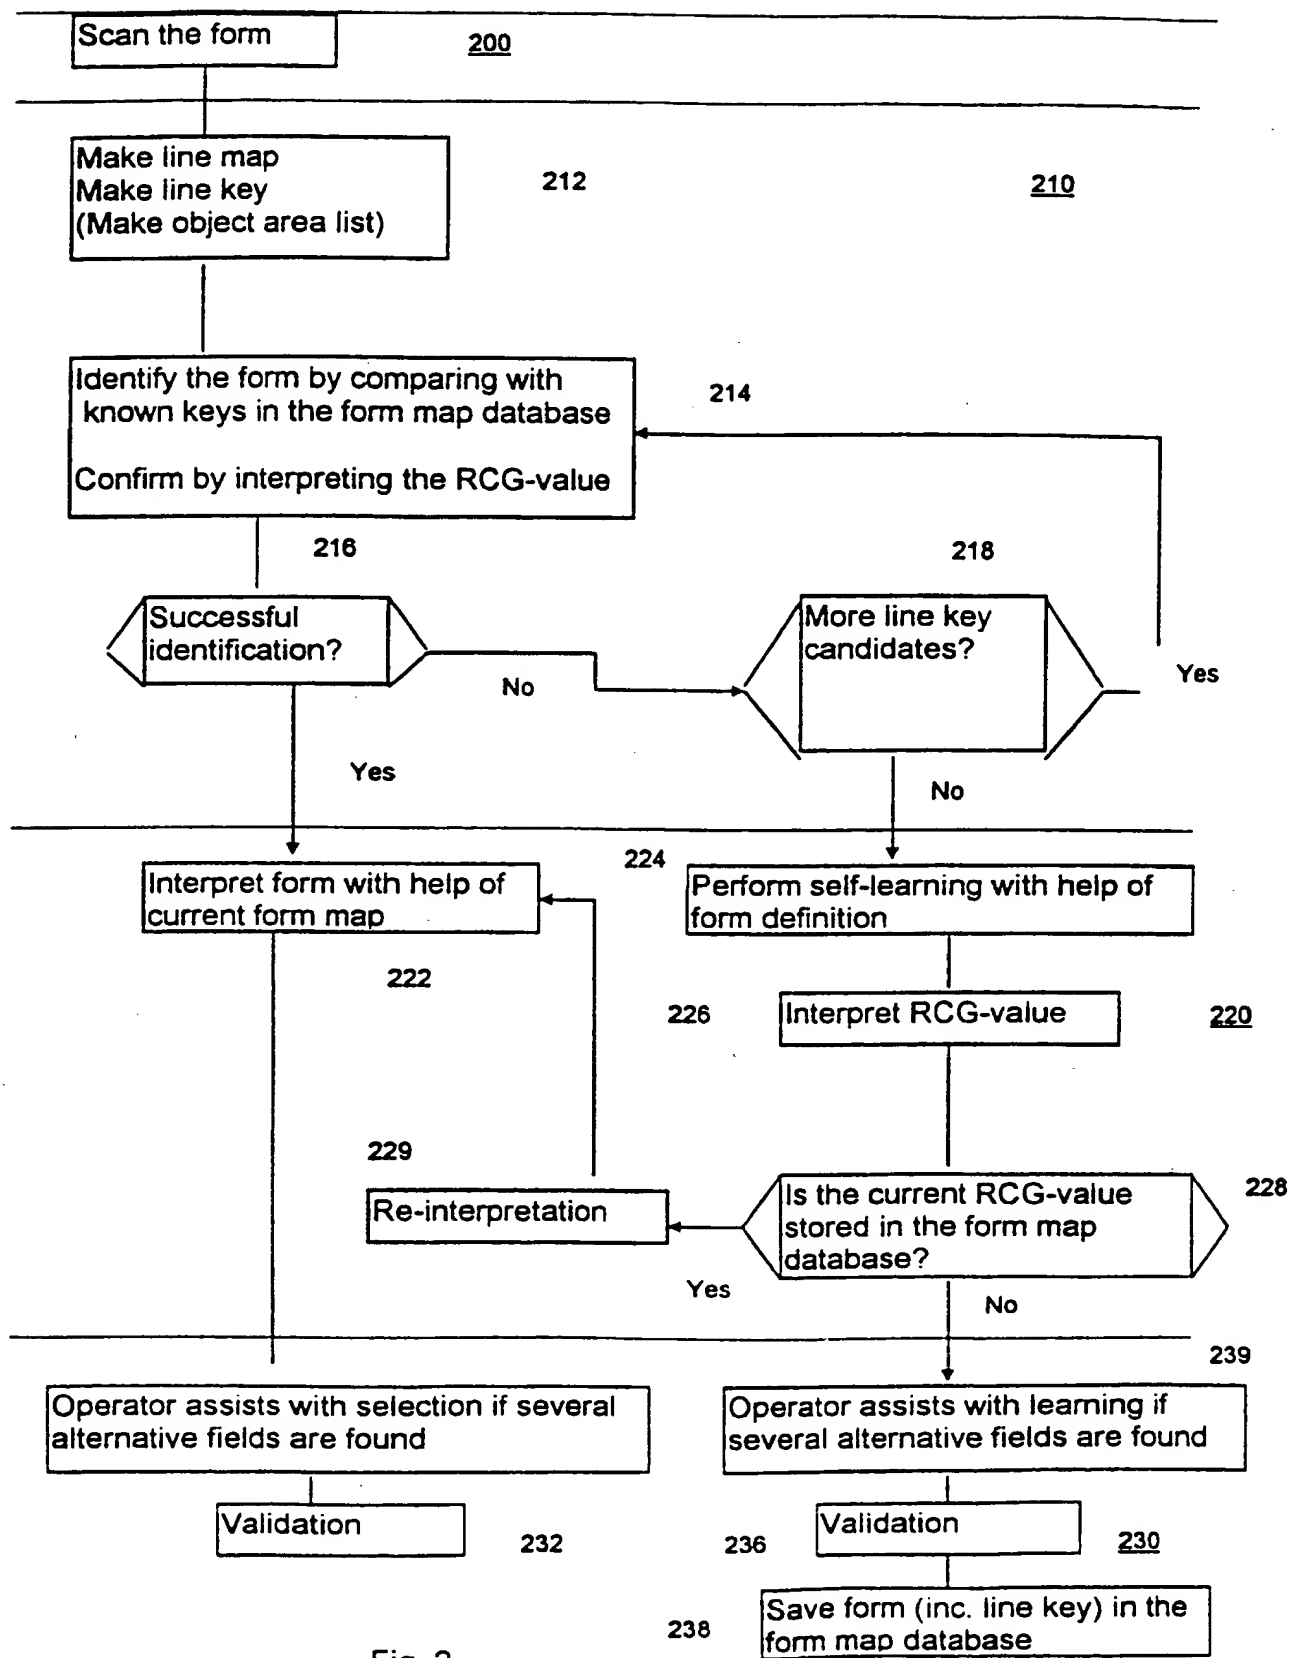 Scan the form
200
Make line map
Make line key
(Make object area list)
212
210
Identify the form by comparing with
known keys in the form map database
Confirm by interpreting the RCG-value
214
216
218
Successful
identification?
More line key
candidates?
No
Yes
Yes
No
224
Interpret form with help of
current form map
Perform self-learning with help of
form definition
222
226
Interpret RCG-value
220
229
Re-interpretation
Is the current RCG-value
stored in the form map
database?
228
Yes
No
239
Operator assists with selection if several
alternative fields are found
Operator assists with learning if
several alternative fields are found
Validation
232
236
Validation
230
238
Save form (inc. line key) in the
form map database